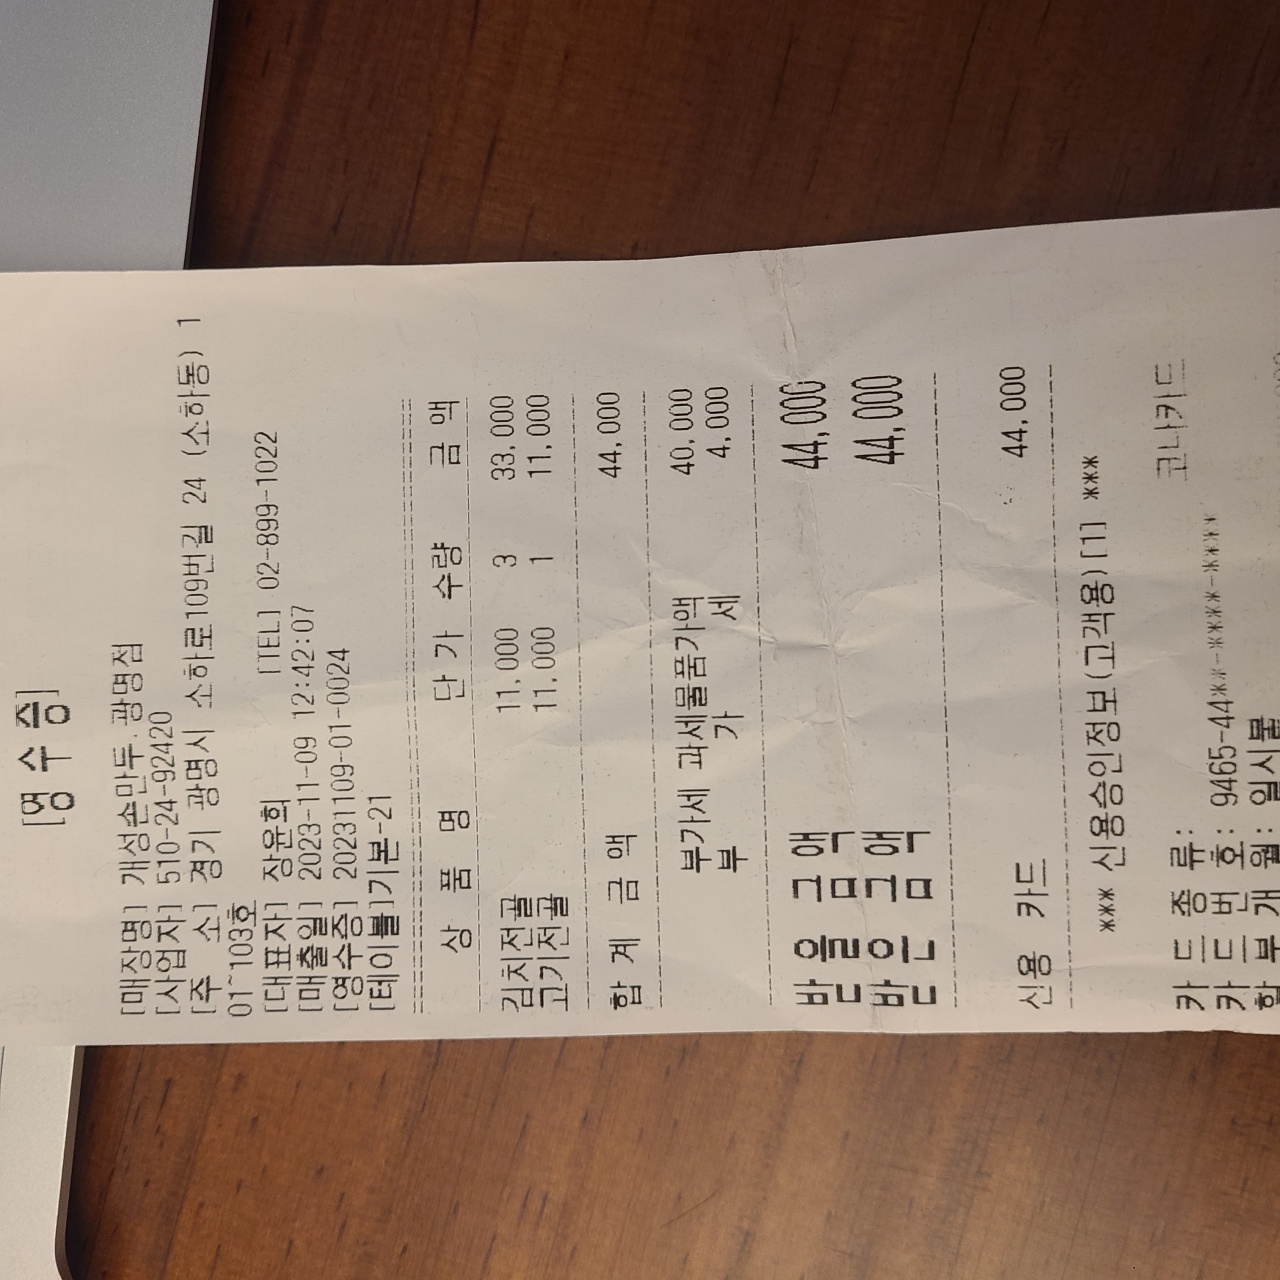 [영수증]
[매장명] 개성손만두.광명점
[사업자] 510-24-92420
[주 소] 경기 광명시 소하로109번길 24 (소하동) 1
01~103호
[대표자] 장윤희 [TEL] 02-899-1022
[매출일] 2023-11-09 12:42:07
[영수증] 20231109-01-0024
[테이블]기본-21
상 품 명 단 가 수량 금 액
김치전골 11,000 3 33,000
고기전골 11,000 1 11,000
합 계 금 액 44,000
부가세 과세물품가액 40,000
부 가 세 4,000
받을금액 44,000
받은금액 44,000
신용 카드 44,000
*** 신용승인정보(고객용)[1] ***
카 드 종 류: 코나카드
카 드 번 호: 9465-44**-****-****
할 부 개 월: 일시불